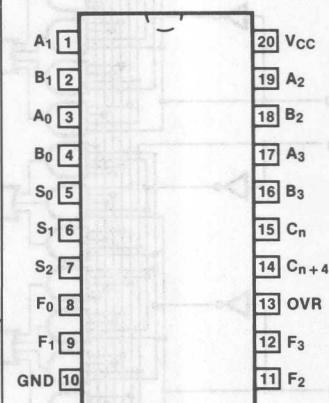 A1 1 20 VCC
B1 2 19 A2
A0 3 18 B2
B0 4 17 A3
S0 5 16 B3
S1 6 15 Cn
S2 7 14 Cn+4
F0 8 13 OVR
F1 9 12 F3
GND 10 11 F2